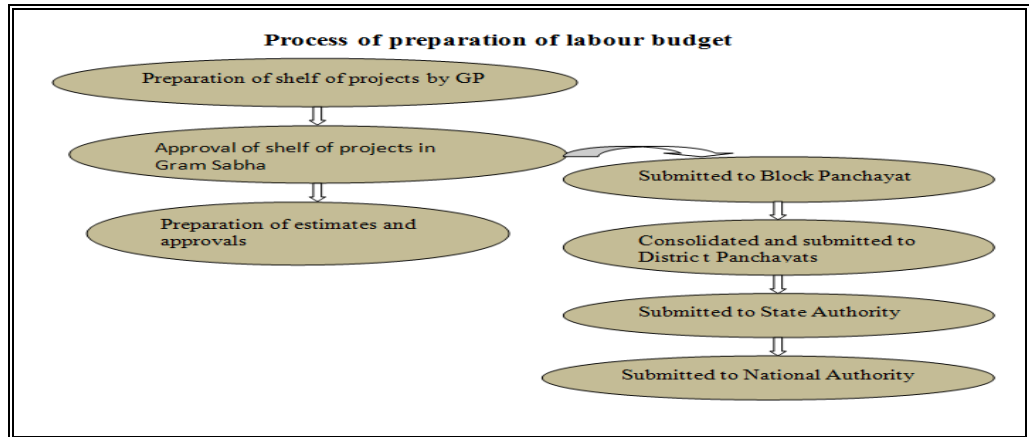 Process of preparation of labour budget
Preparation of shelf of projects by GP
Approval of shelf of projects in
Gram Sabha
Preparation of estimates and
approvals
Submitted to Block Panchayat
Consolidated and submitted to
Distric t Panchavats
Submitted to State Authority
Submitted to National Authority